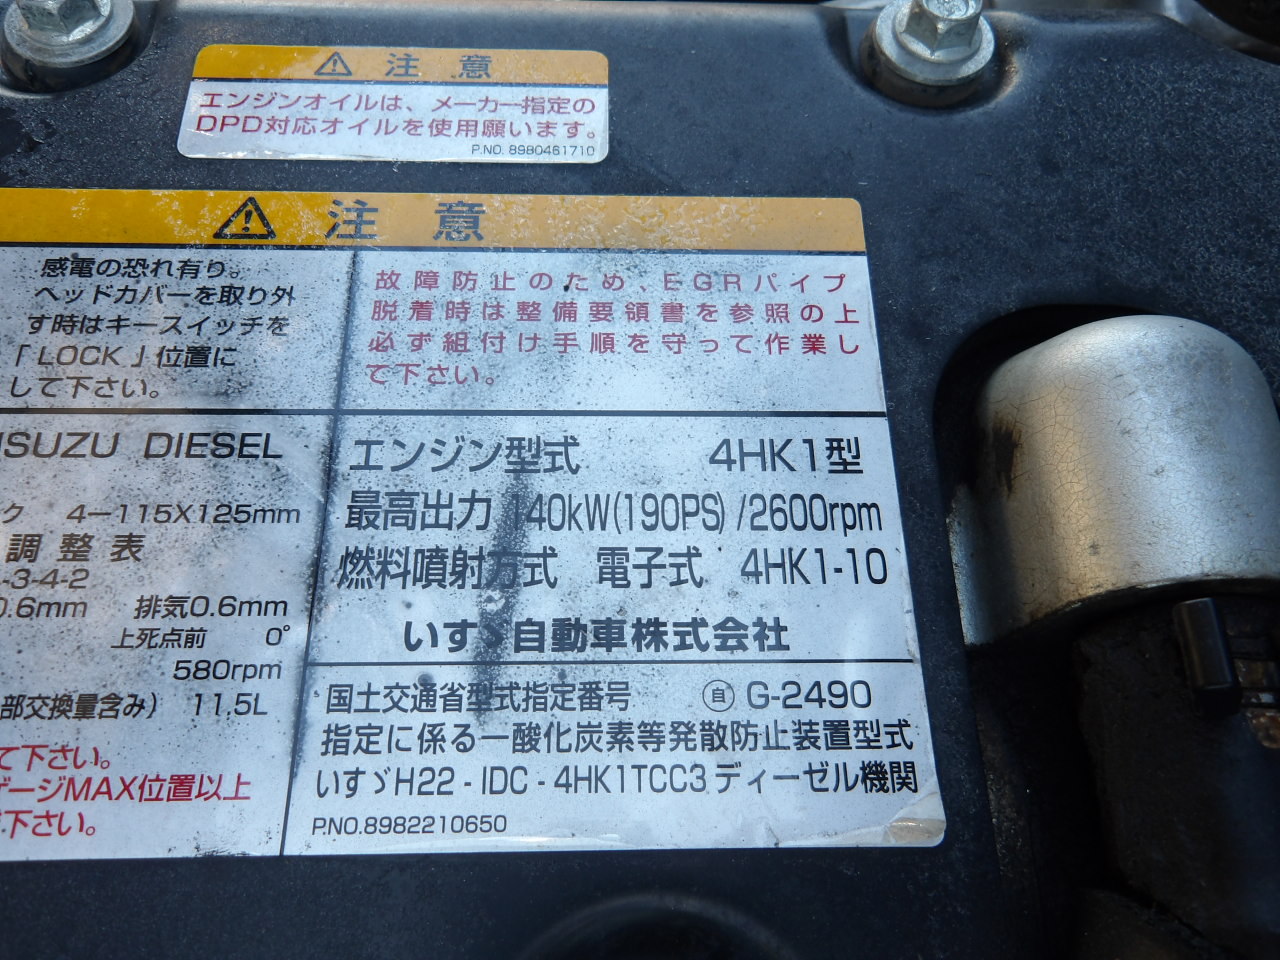 注意
エンジンオイルは、メーカー指定の
DPD対応オイルを使用願います。
P.NO. 8980461710
注意
感電の恐れ有り。
ヘッドカバーを取り外
す時はキースイッチを
「LOCK」位置に
して下さい。
故障防止のため、EGRパイプ
脱着時は整備要領書を参照の上
必ず組付け手順を守って作業し
て下さい。
ISUZU DIESEL
ク 4ー115X125mm
調整表
-3-4-2
0.6mm 排気0.6mm
上死点前 0°
580rpm
部交換量含み) 11.5L
て下さい。
ゲージMAX位置以上
下さい。
エンジン型式 4HK1型
最高出力 140kW(190PS)/2600rpm
燃料噴射方式 電子式 4HK1-10
いすゞ自動車株式会社
国土交通省型式指定番号 自 G-2490
指定に係る一酸化炭素等発散防止装置型式
いすゞH22-IDC-4HK1TCC3ディーゼル機関
P.NO.8982210650